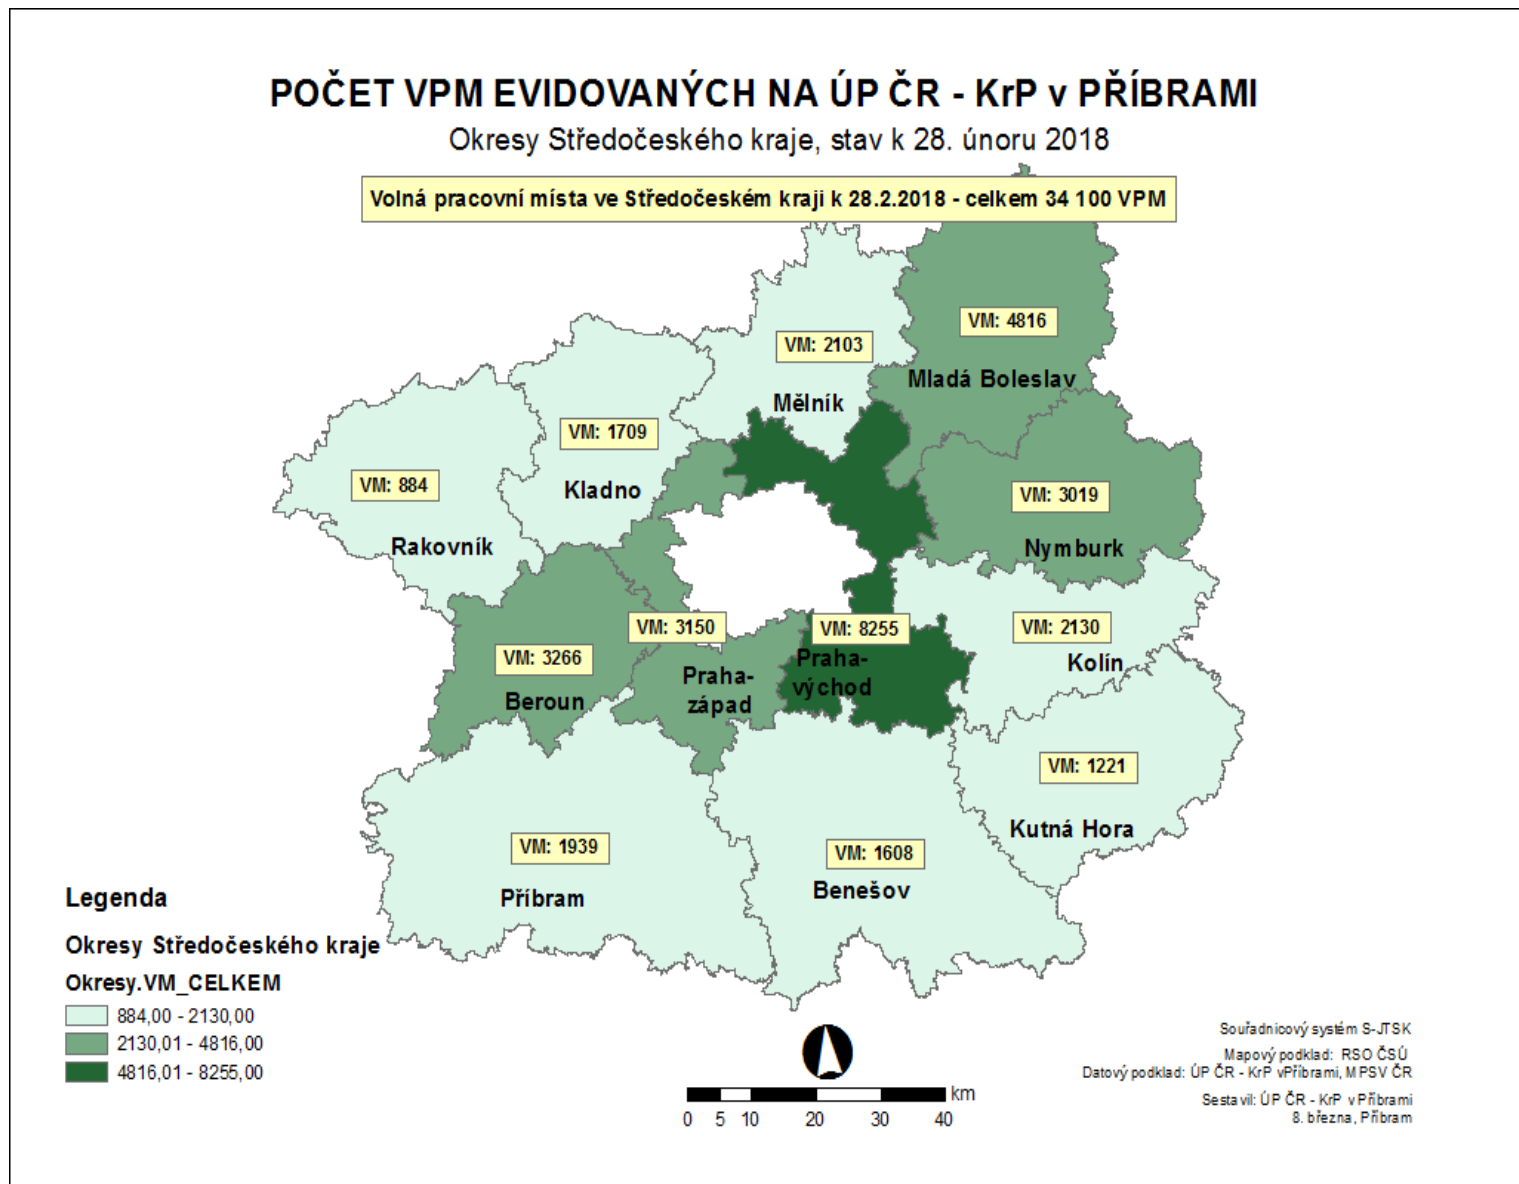 POČET VPM EVIDOVANÝCH NA ÚP ČR - KrP v PŘÍBRAMI
Okresy Středočeského kraje, stav k 28. únoru 2018
Volná pracovní místa ve Středočeském kraji k 28.2.2018 - celkem 34 100 VPM
VM: 4816
Mladá Boleslav
VM: 2103
Mělník
VM: 1709
Kladno
VM: 884
Rakovník
VM: 3019
Nymburk
VM: 2130
Kolín
VM: 3150
Praha-
západ
VM: 8255
Praha-
východ
VM: 3266
Beroun
VM: 1221
Kutná Hora
VM: 1939
Příbram
VM: 1608
Benešov
Legenda
Okresy Středočeského kraje
Okresy.VM_CELKEM
884,00 - 2130,00
2130,01 - 4816,00
4816,01 - 8255,00
km
0 5 10 20 30 40
Souřadnicový systém S-JTSK
Mapový podklad: RSO ČSÚ
Datový podklad: ÚP ČR - KrP vPříbrami, MPSV ČR
Sestavil: ÚP ČR - KrP v Příbrami
8. března, Příbram